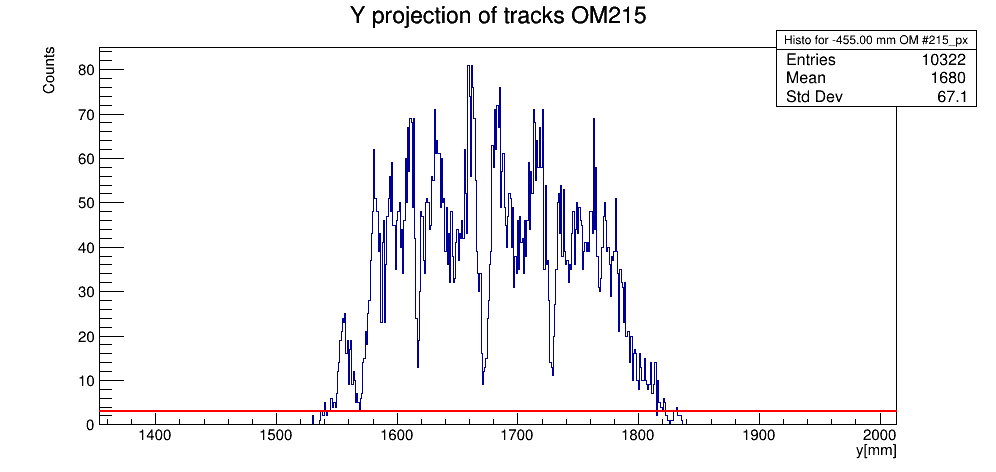 Y projection of tracks OM215
Histo for -455.00 mm OM #215_px
Entries 10322
Mean 1680
Std Dev 67.1
Counts
80
70
60
50
40
30
20
10
0
1400 1500 1600 1700 1800 1900 2000
y[mm]